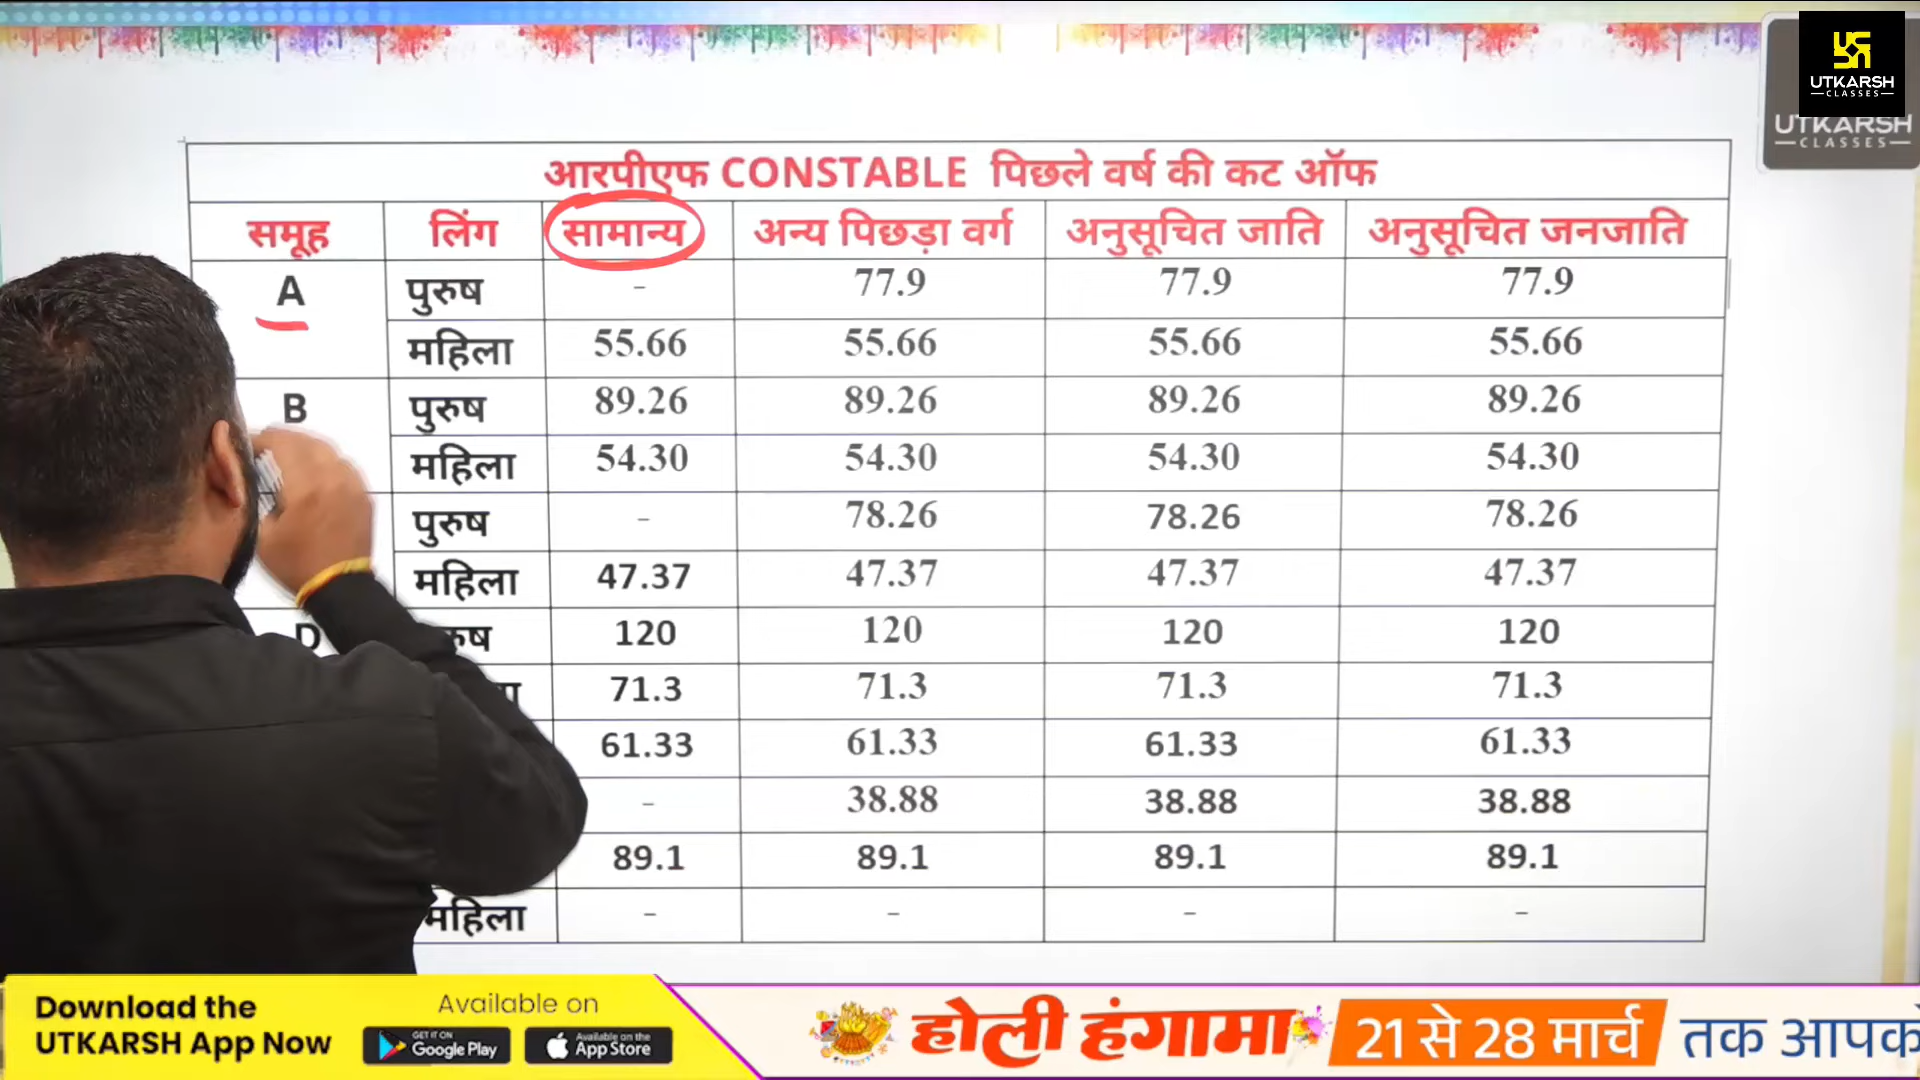 UTKARSH
CLASSES
UTKARSH
CLASSES
आरपीएफ CONSTABLE पिछले वर्ष की कट ऑफ
समूह लिंग सामान्य अन्य पिछड़ा वर्ग अनुसूचित जाति अनुसूचित जनजाति
A पुरुष - 77.9 77.9 77.9
महिला 55.66 55.66 55.66 55.66
B पुरुष 89.26 89.26 89.26 89.26
महिला 54.30 54.30 54.30 54.30
पुरुष - 78.26 78.26 78.26
महिला 47.37 47.37 47.37 47.37
D 120 120 120 120
71.3 71.3 71.3 71.3
61.33 61.33 61.33 61.33
- 38.88 38.88 38.88
89.1 89.1 89.1 89.1
महिला - - - -
Download the
UTKARSH App Now
Available on
GET IT ON
Google Play
Available on the
App Store
होली हंगामा
21 से 28 मार्च तक आपको